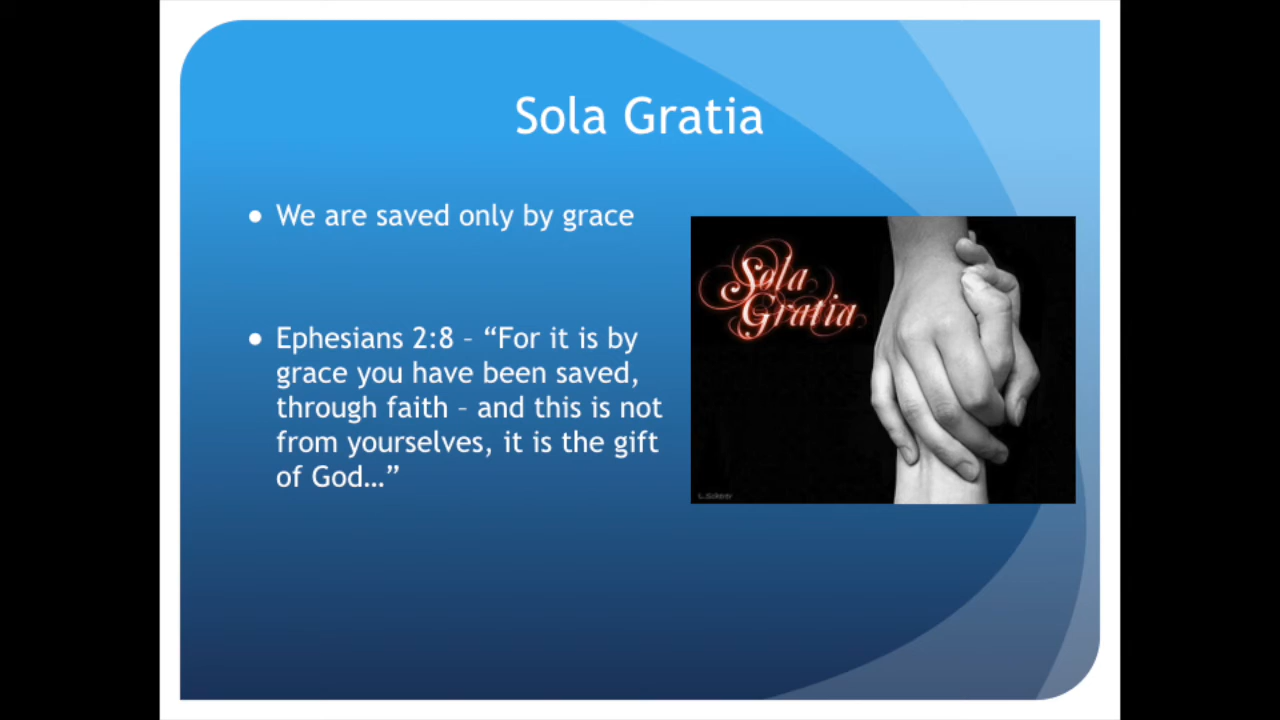 Sola Gratia
● We are saved only by grace
● Ephesians 2:8 – “For it is by
grace you have been saved,
through faith – and this is not
from yourselves, it is the gift
of God…”
Sola
Gratia